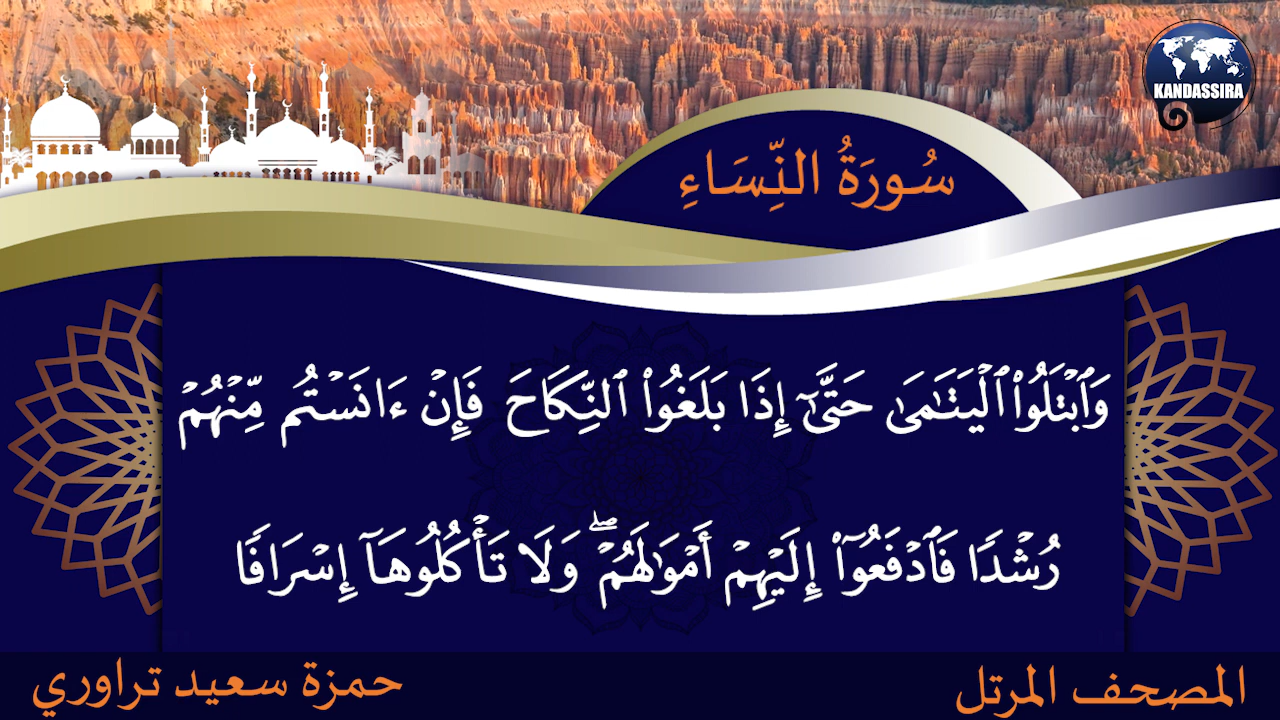 KANDASSIRA
سُورَةُ النِّسَاءِ
وَٱبْتَلُوا۟ ٱلْيَتَـٰمَىٰ حَتَّىٰٓ إِذَا بَلَغُوا۟ ٱلنِّكَاحَ فَإِنْ ءَانَسْتُم مِّنْهُمْ
رُشْدًا فَٱدْفَعُوٓا۟ إِلَيْهِمْ أَمْوَٰلَهُمْ ۖ وَلَا تَأْكُلُوهَآ إِسْرَافًا
المصحف المرتل
حمزة سعيد تراوري